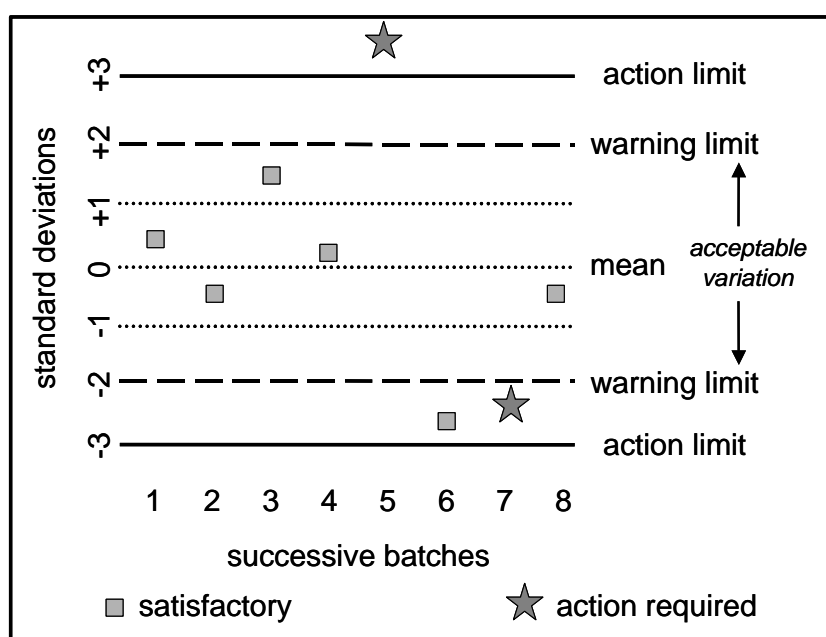 +3
action limit
+2
warning limit
+1
0
mean
acceptable
variation
-1
-2
warning limit
-3
action limit
standard deviations
1 2 3 4 5 6 7 8
successive batches
satisfactory
action required